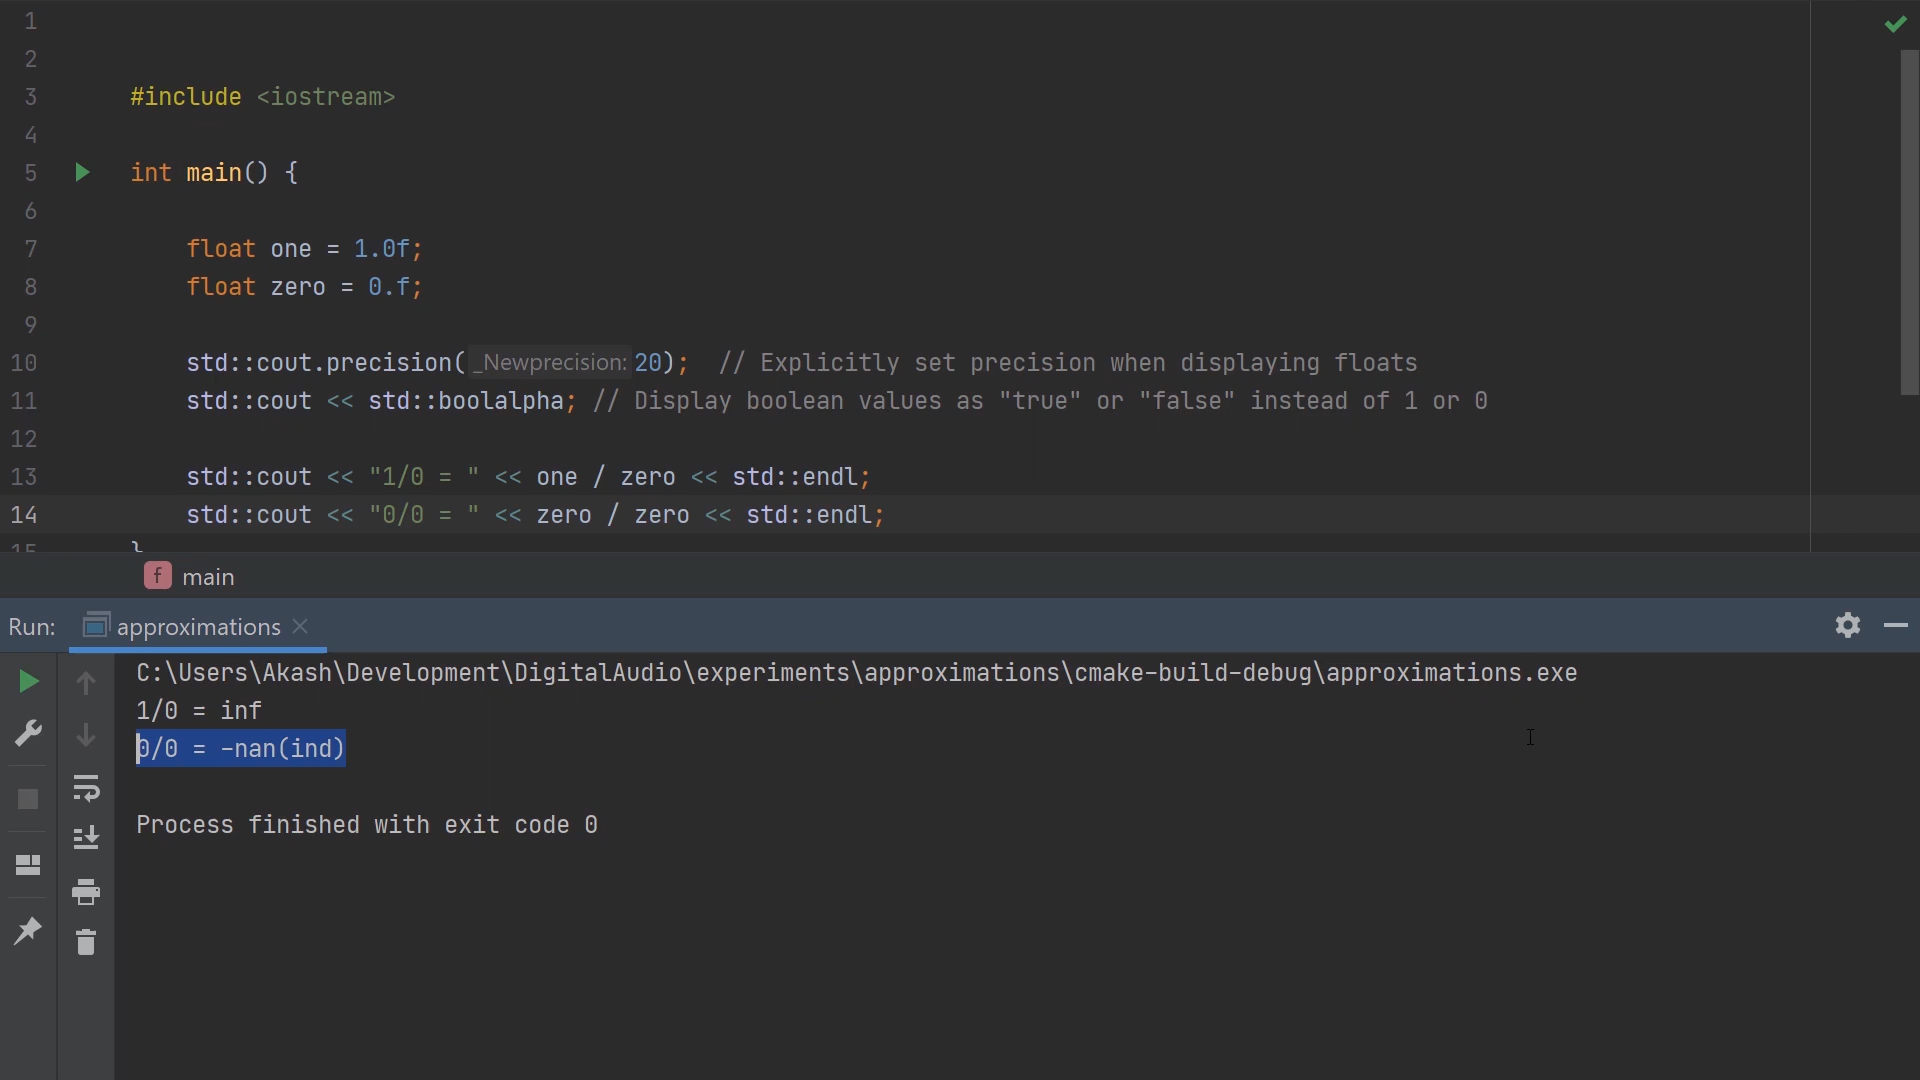 1
2
3 #include <iostream>
4
5 int main() {
6
7 float one = 1.0f;
8 float zero = 0.f;
9
10 std::cout.precision( _Newprecision: 20); // Explicitly set precision when displaying floats
11 std::cout << std::boolalpha; // Display boolean values as "true" or "false" instead of 1 or 0
12
13 std::cout << "1/0 = " << one / zero << std::endl;
14 std::cout << "0/0 = " << zero / zero << std::endl;
15 }
f main
Run: approximations
C:\Users\Akash\Development\DigitalAudio\experiments\approximations\cmake-build-debug\approximations.exe
1/0 = inf
0/0 = -nan(ind)
Process finished with exit code 0